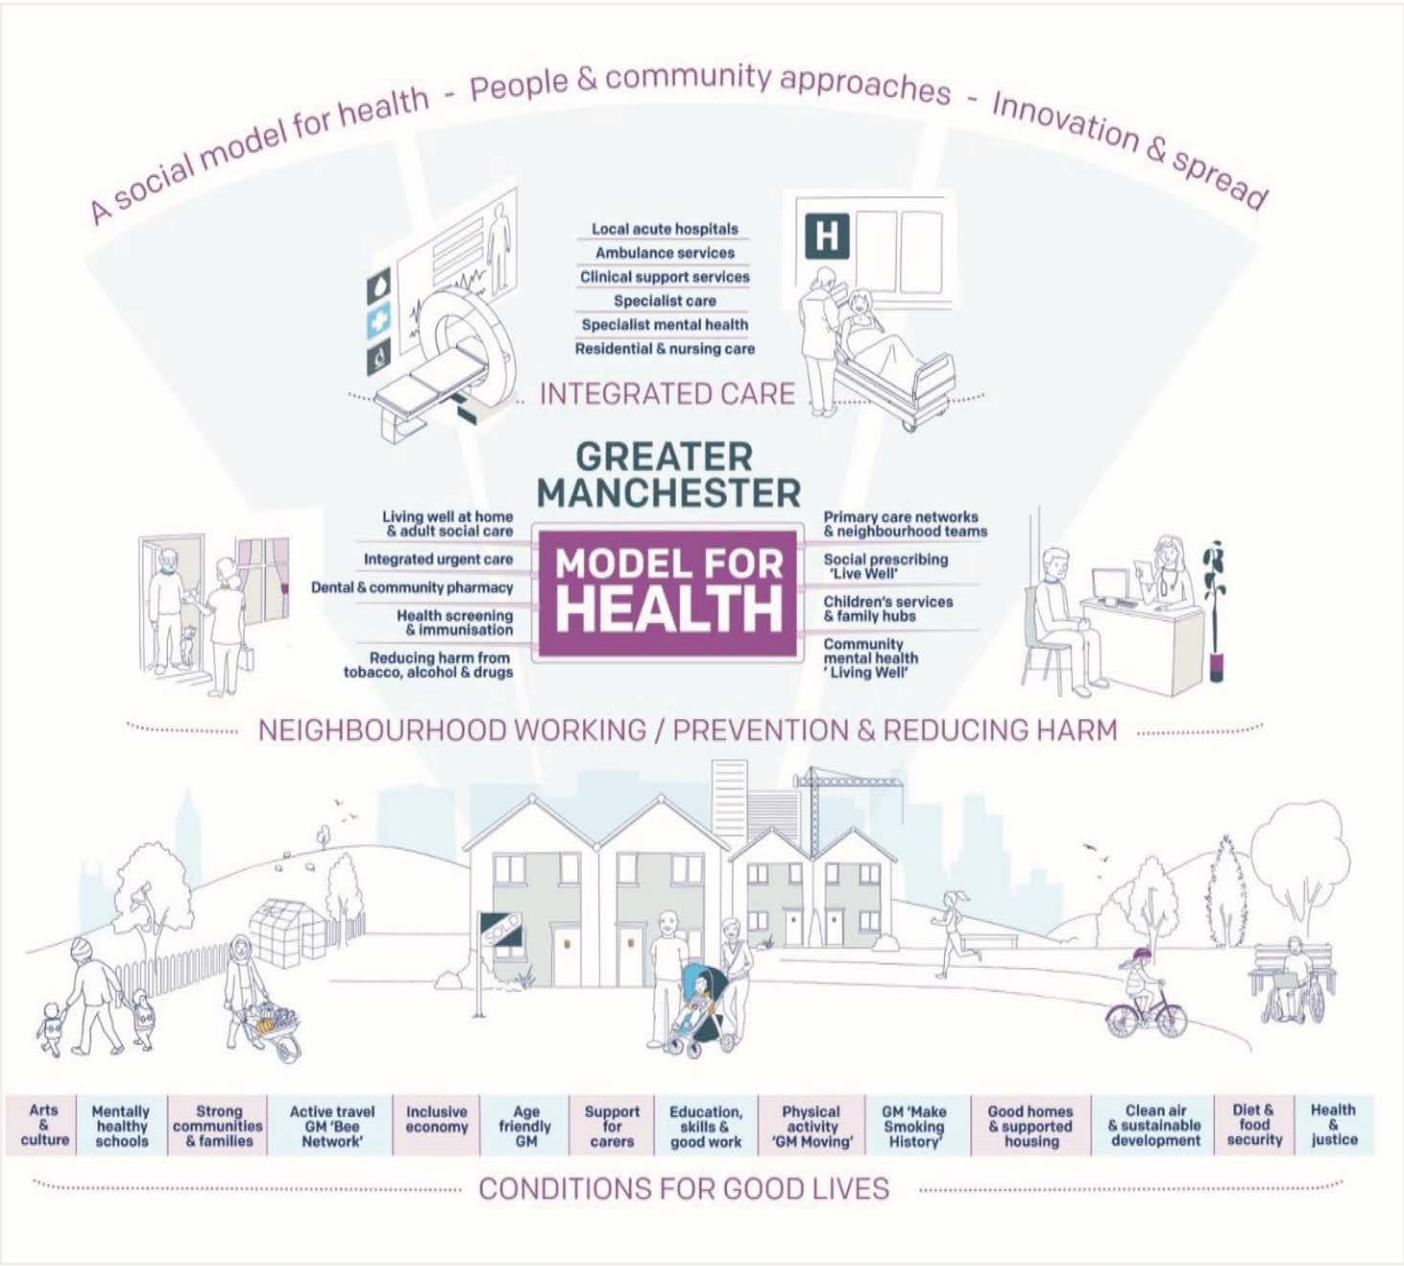 A social model for health - People & community approaches - Innovation & spread
H
Local acute hospitals
Ambulance services
Clinical support services
Specialist care
Specialist mental health
Residential & nursing care
INTEGRATED CARE
GREATER
MANCHESTER
MODEL FOR
HEALTH
Living well at home
& adult social care
Integrated urgent care
Dental & community pharmacy
Health screening
& immunisation
Reducing harm from
tobacco, alcohol & drugs
Primary care networks
& neighbourhood teams
Social prescribing
'Live Well'
Children's services
& family hubs
Community
mental health
' Living Well'
NEIGHBOURHOOD WORKING / PREVENTION & REDUCING HARM
SOLD
Arts
&
culture
Mentally
healthy
schools
Strong
communities
& families
Active travel
GM 'Bee
Network'
Inclusive
economy
Age
friendly
GM
Support
for
carers
Education,
skills &
good work
Physical
activity
'GM Moving'
GM 'Make
Smoking
History'
Good homes
& supported
housing
Clean air
& sustainable
development
Diet &
food
security
Health
&
justice
CONDITIONS FOR GOOD LIVES